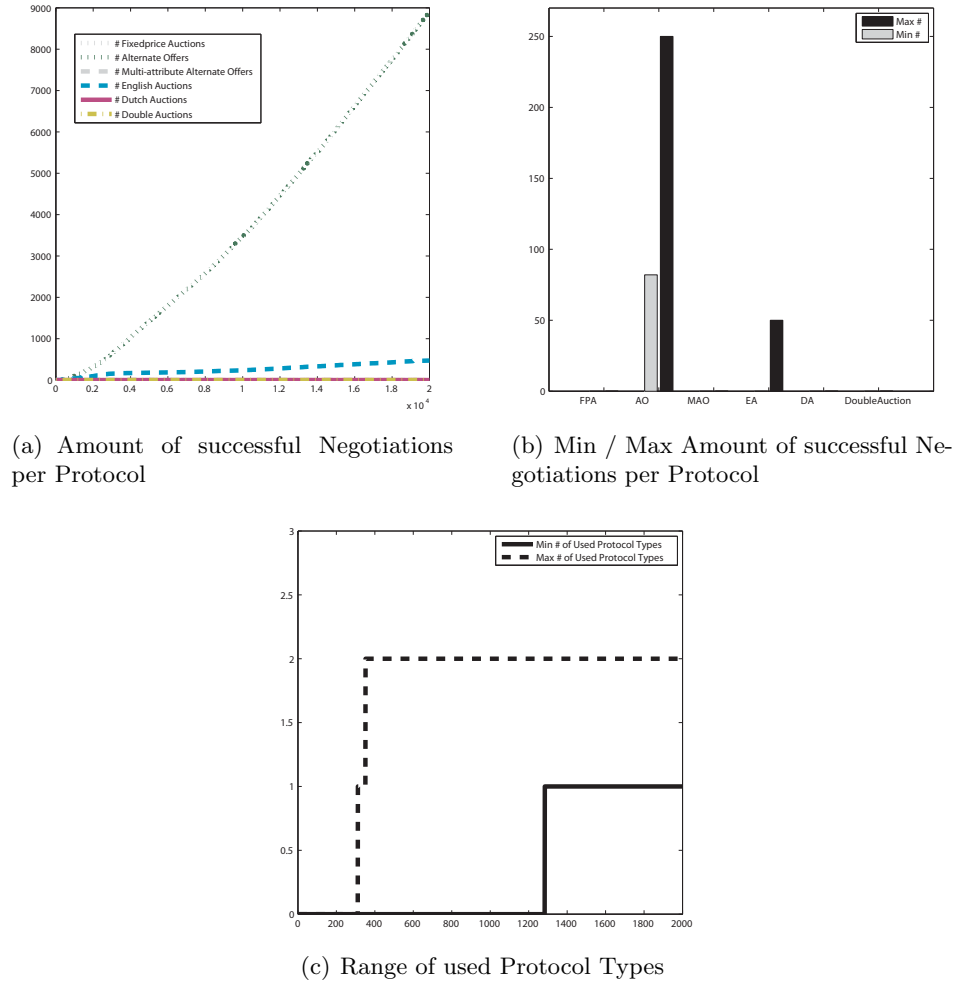 9000
8000
7000
6000
5000
4000
3000
2000
1000
0
# Fixedprice Auctions
# Alternate Offers
# Multi-attribute Alternate Offers
# English Auctions
# Dutch Auctions
# Double Auctions
0 0.2 0.4 0.6 0.8 1 1.2 1.4 1.6 1.8 2
x 10 4
(a) Amount of successful Negotiations
per Protocol
Max #
Min #
250
200
150
100
50
0
FPA AO MAO EA DA DoubleAuction
(b) Min / Max Amount of successful Ne-
gotiations per Protocol
3
2.5
2
1.5
1
0.5
0
Min # of Used Protocol Types
Max # of Used Protocol Types
0 200 400 600 800 1000 1200 1400 1600 1800 2000
(c) Range of used Protocol Types